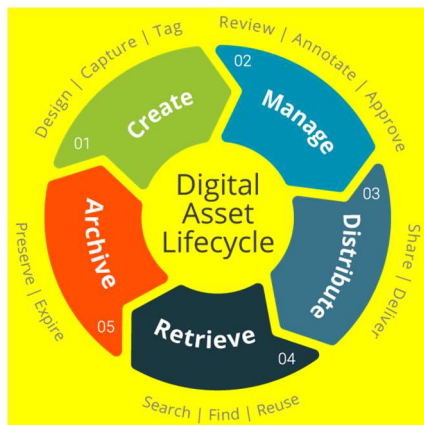 Digital
Asset
Lifecycle
01
Create
Design | Capture | Tag
02
Manage
Review | Annotate | Approve
03
Distribute
Share | Deliver
04
Retrieve
Search | Find | Reuse
05
Archive
Preserve | Expire